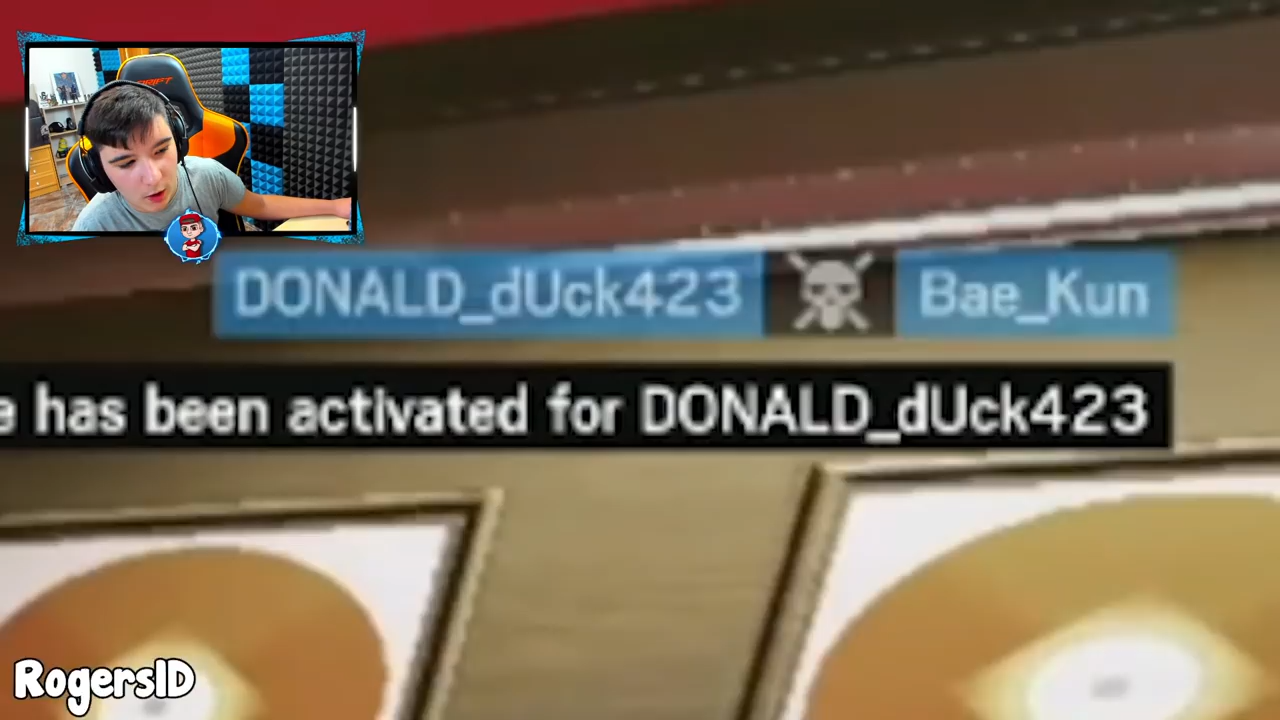 DONALD_dUck423 Bae_Kun
has been activated for DONALD_dUck423
RogersID